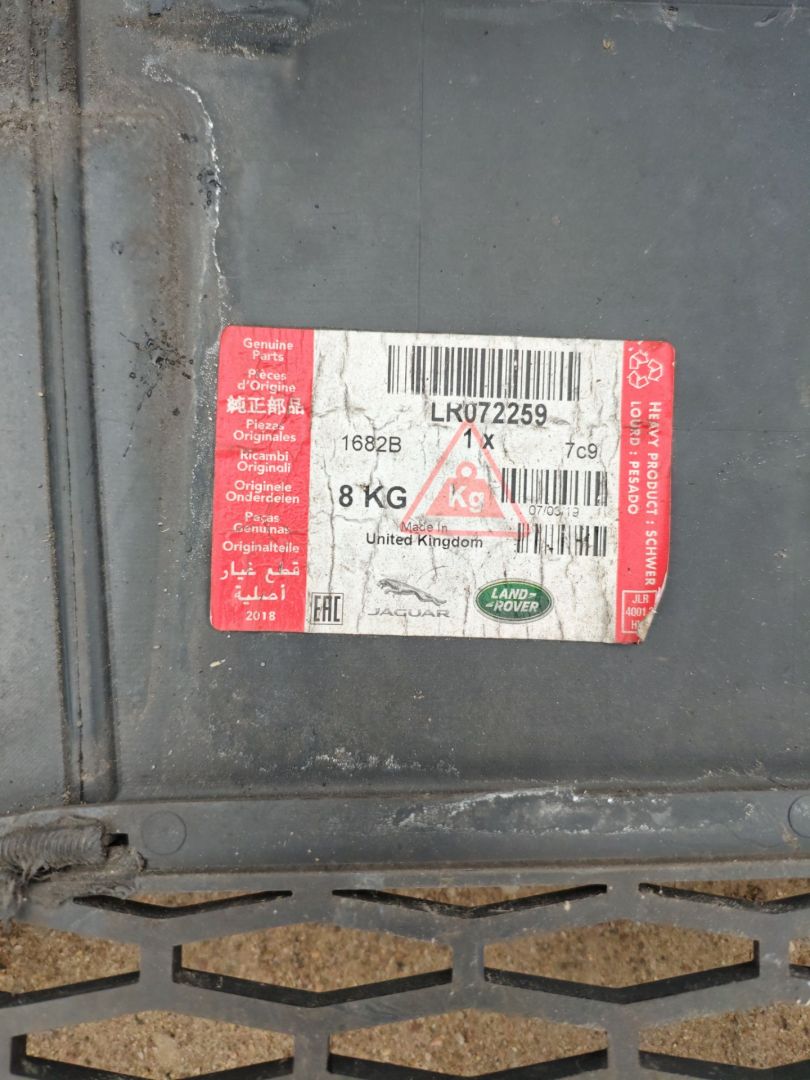 Genuine
Parts
Pièces
d'Origine
純正部品
Piezas
Originales
Ricambi
Originali
Originele
Onderdelen
Peças
Genuinas
Originalteile
قطع غيار
أصلية
2018
LR072259
1682B
1 x
7c9
8 KG
Kg
07/03/19
Made In
United Kingdom
EAC
JAGUAR
LAND-
-ROVER
HEAVY PRODUCT : SCHWER
LOURD : PESADO
JLR